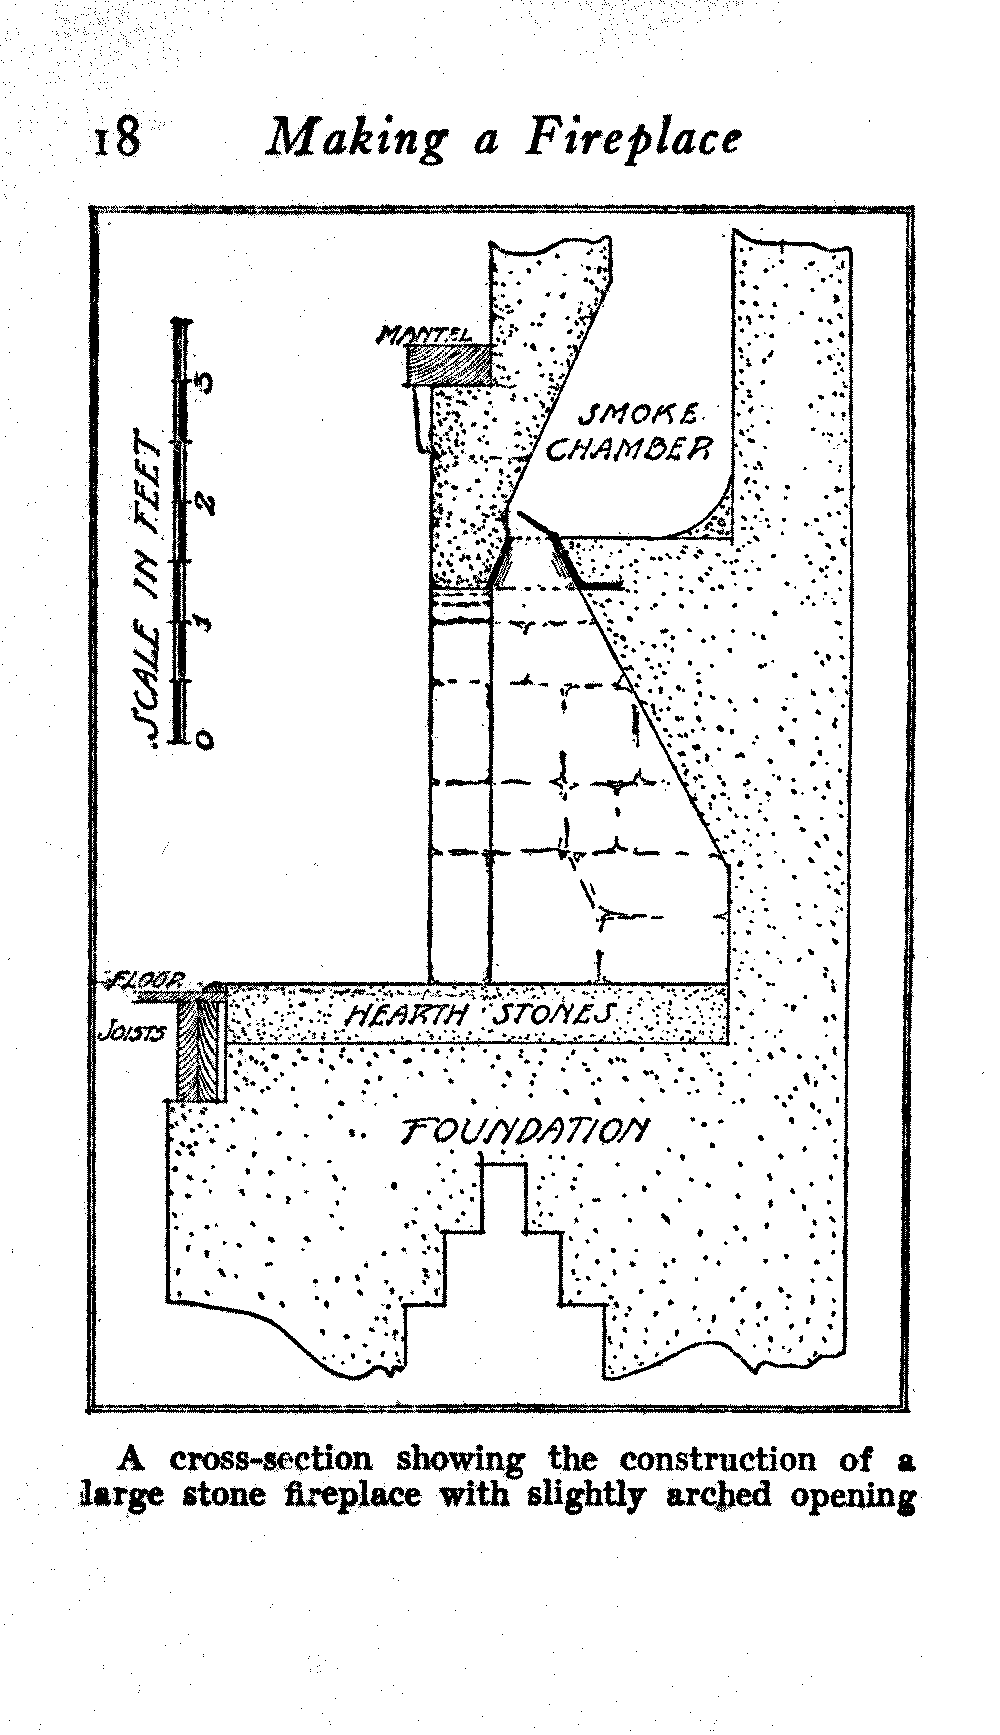 18 Making a Fireplace
MANTEL
SMOKE
CHAMBER
SCALE IN FEET
3
2
1
0
FLOOR
JOISTS
HEARTH STONES
FOUNDATION
A cross-section showing the construction of a
large stone fireplace with slightly arched opening